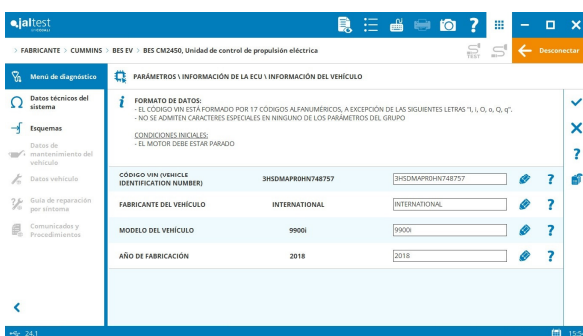 jaltest
TEST
> FABRICANTE > CUMMINS > BES EV > BES CM2450, Unidad de control de propulsión eléctrica
Desconectar
Menú de diagnóstico
PARÁMETROS \ INFORMACIÓN DE LA ECU \ INFORMACIÓN DEL VEHÍCULO
Datos técnicos del sistema
Esquemas
Datos de mantenimiento del vehículo
Datos vehículo
Guía de reparación por síntoma
Comunicados y Procedimientos
FORMATO DE DATOS:
- EL CÓDIGO VIN ESTÁ FORMADO POR 17 CÓDIGOS ALFANUMÉRICOS, A EXCEPCIÓN DE LAS SIGUIENTES LETRAS "I, i, O, o, Q, q".
- NO SE ADMITEN CARACTERES ESPECIALES EN NINGUNO DE LOS PARÁMETROS DEL GRUPO
CONDICIONES INICIALES:
- EL MOTOR DEBE ESTAR PARADO
CÓDIGO VIN (VEHICLE IDENTIFICATION NUMBER) 3HSDMAPR0HN748757 3HSDMAPR0HN748757
FABRICANTE DEL VEHÍCULO INTERNATIONAL INTERNATIONAL
MODELO DEL VEHÍCULO 9900i 9900i
AÑO DE FABRICACIÓN 2018 2018
24.1